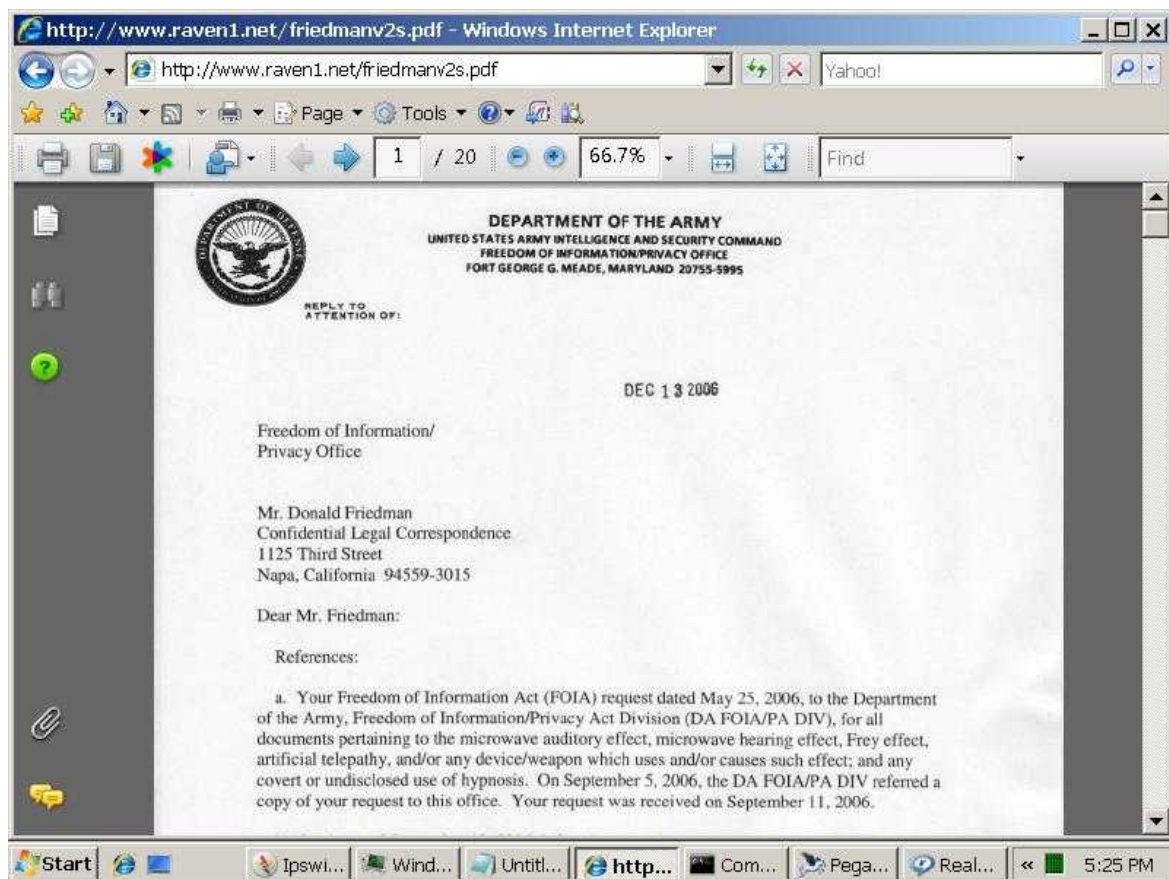 http://www.raven1.net/friedmanv2s.pdf - Windows Internet Explorer
http://www.raven1.net/friedmanv2s.pdf
Yahoo!
Page
Tools
1 / 20
66.7%
Find
DEPARTMENT OF THE ARMY
UNITED STATES ARMY INTELLIGENCE AND SECURITY COMMAND
FREEDOM OF INFORMATION/PRIVACY OFFICE
FORT GEORGE G. MEADE, MARYLAND 20755-5995
REPLY TO
ATTENTION OF:
DEC 13 2006
Freedom of Information/
Privacy Office
Mr. Donald Friedman
Confidential Legal Correspondence
1125 Third Street
Napa, California 94559-3015
Dear Mr. Friedman:
References:
a. Your Freedom of Information Act (FOIA) request dated May 25, 2006, to the Department
of the Army, Freedom of Information/Privacy Act Division (DA FOIA/PA DIV), for all
documents pertaining to the microwave auditory effect, microwave hearing effect, Frey effect,
artificial telepathy, and/or any device/weapon which uses and/or causes such effect; and any
covert or undisclosed use of hypnosis. On September 5, 2006, the DA FOIA/PA DIV referred a
copy of your request to this office. Your request was received on September 11, 2006.
Start
Ipswi...
Wind...
Untitl...
http...
Com...
Pega...
Real...
«
5:25 PM